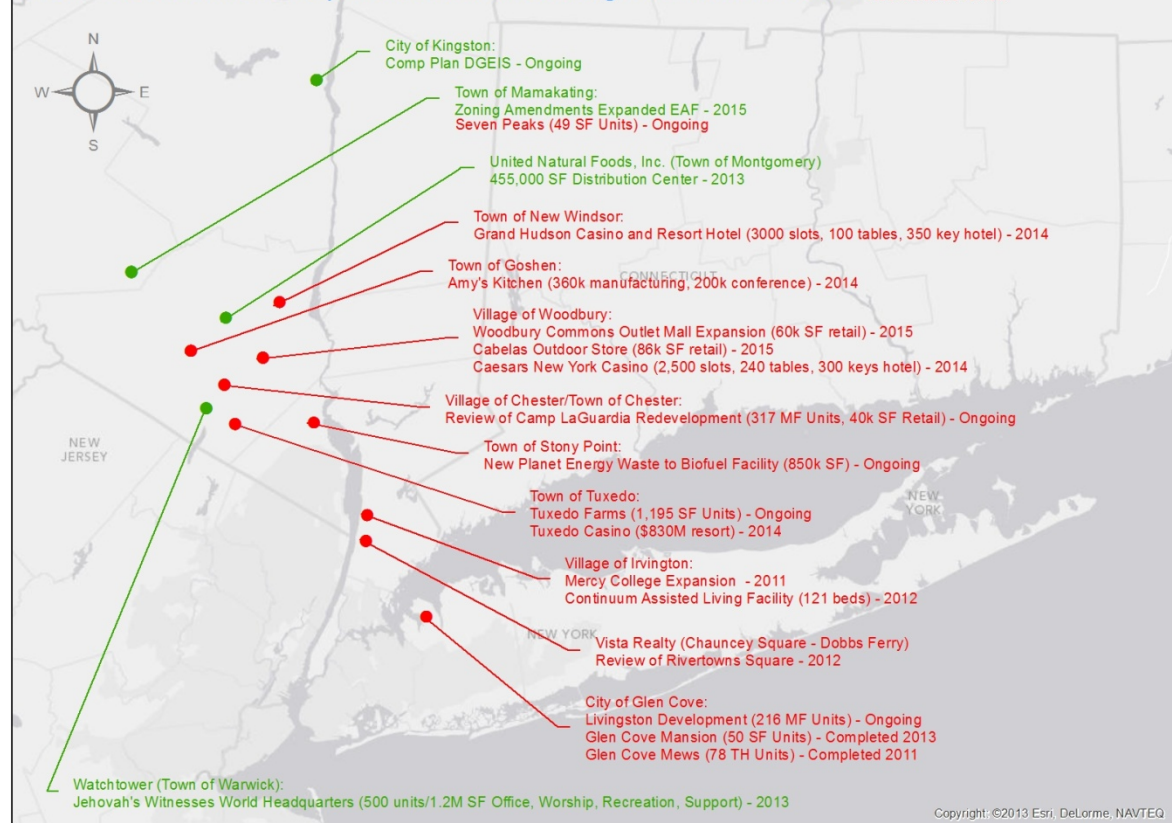 N
W
E
S
City of Kingston:
Comp Plan DGEIS - Ongoing
Town of Mamakating:
Zoning Amendments Expanded EAF - 2015
Seven Peaks (49 SF Units) - Ongoing
United Natural Foods, Inc. (Town of Montgomery)
455,000 SF Distribution Center - 2013
Town of New Windsor:
Grand Hudson Casino and Resort Hotel (3000 slots, 100 tables, 350 key hotel) - 2014
Town of Goshen:
CONNECTICUT
Amy's Kitchen (360k manufacturing, 200k conference) - 2014
Village of Woodbury:
Woodbury Commons Outlet Mall Expansion (60k SF retail) - 2015
Cabelas Outdoor Store (86k SF retail) - 2015
Caesars New York Casino (2,500 slots, 240 tables, 300 keys hotel) - 2014
Village of Chester/Town of Chester:
Review of Camp LaGuardia Redevelopment (317 MF Units, 40k SF Retail) - Ongoing
NEW
JERSEY
Town of Stony Point:
New Planet Energy Waste to Biofuel Facility (850k SF) - Ongoing
Town of Tuxedo:
Tuxedo Farms (1,195 SF Units) - Ongoing
Tuxedo Casino ($830M resort) - 2014
NEW
YORK
Village of Irvington:
Mercy College Expansion - 2011
Continuum Assisted Living Facility (121 beds) - 2012
NEW YORK
Vista Realty (Chauncey Square - Dobbs Ferry)
Review of Rivertowns Square - 2012
City of Glen Cove:
Livingston Development (216 MF Units) - Ongoing
Glen Cove Mansion (50 SF Units) - Completed 2013
Glen Cove Mews (78 TH Units) - Completed 2011
Watchtower (Town of Warwick):
Jehovah's Witnesses World Headquarters (500 units/1.2M SF Office, Worship, Recreation, Support) - 2013
Copyright: ©2013 Esri, DeLorme, NAVTEQ